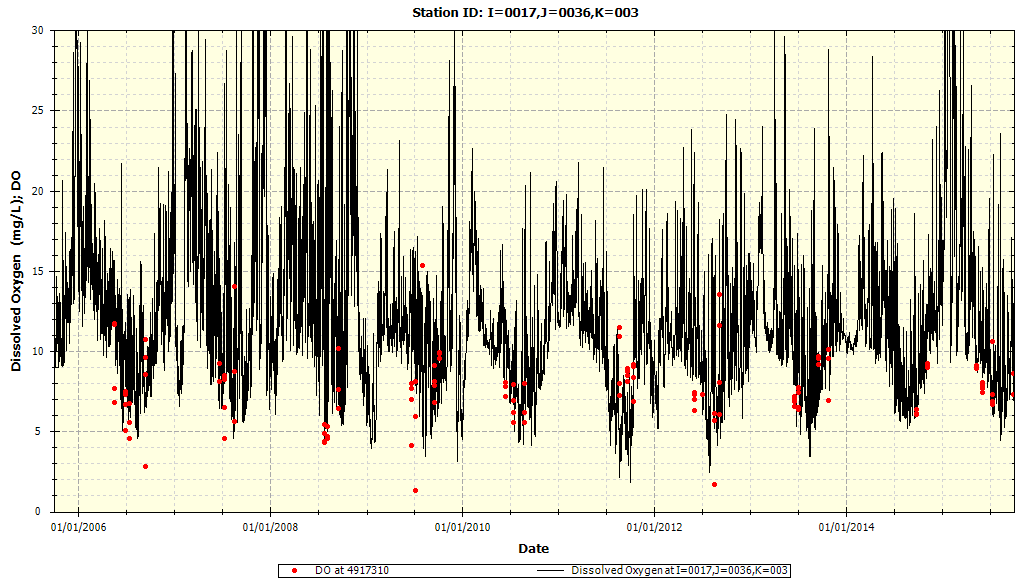 Station ID: I=0017,J=0036,K=003
Dissolved Oxygen (mg/L); DO
30
25
20
15
10
5
0
01/01/2006
01/01/2008
01/01/2010
01/01/2012
01/01/2014
Date
DO at 4917310
Dissolved Oxygen at I=0017,J=0036,K=003